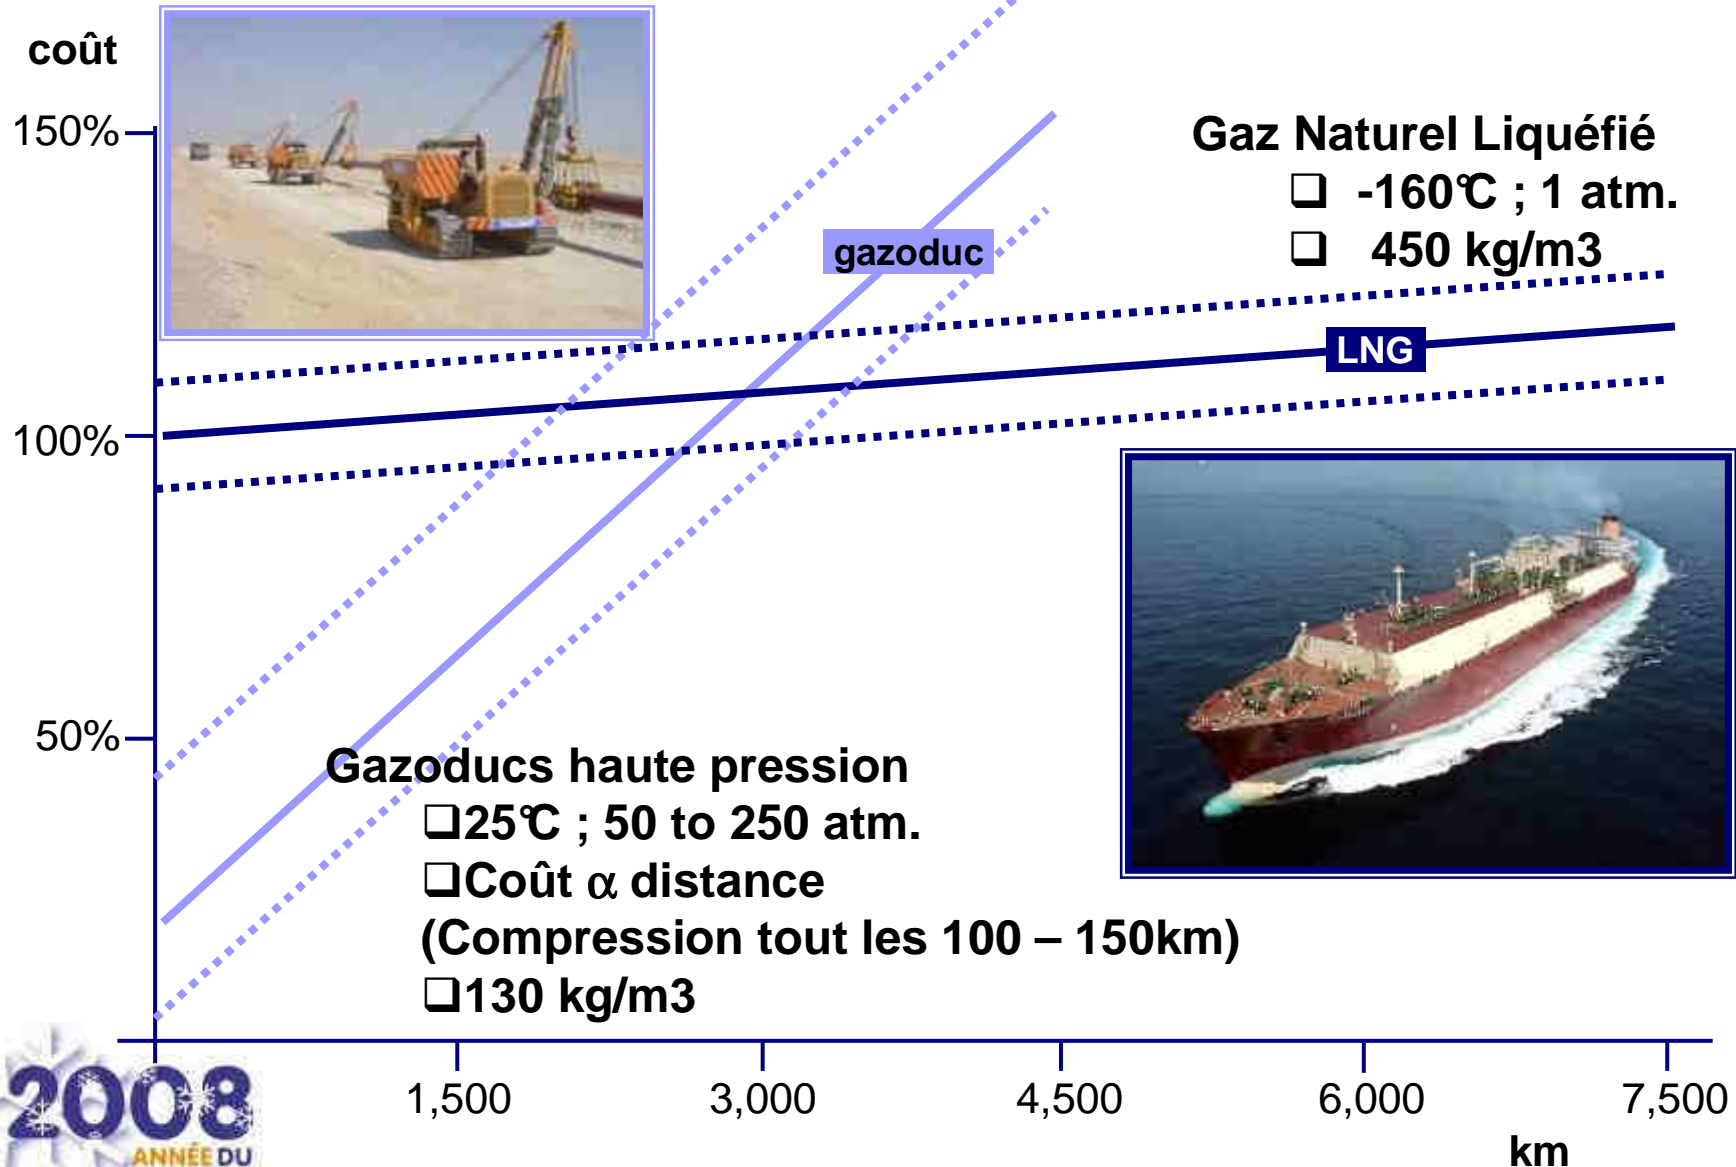 coût
150%
100%
50%
gazoduc
Gaz Naturel Liquéfié
❑ -160°C ; 1 atm.
❑ 450 kg/m3
LNG
Gazoducs haute pression
❑25°C ; 50 to 250 atm.
❑Coût α distance
(Compression tout les 100 – 150km)
❑130 kg/m3
1,500 3,000 4,500 6,000 7,500
km
2008
ANNÉE DU